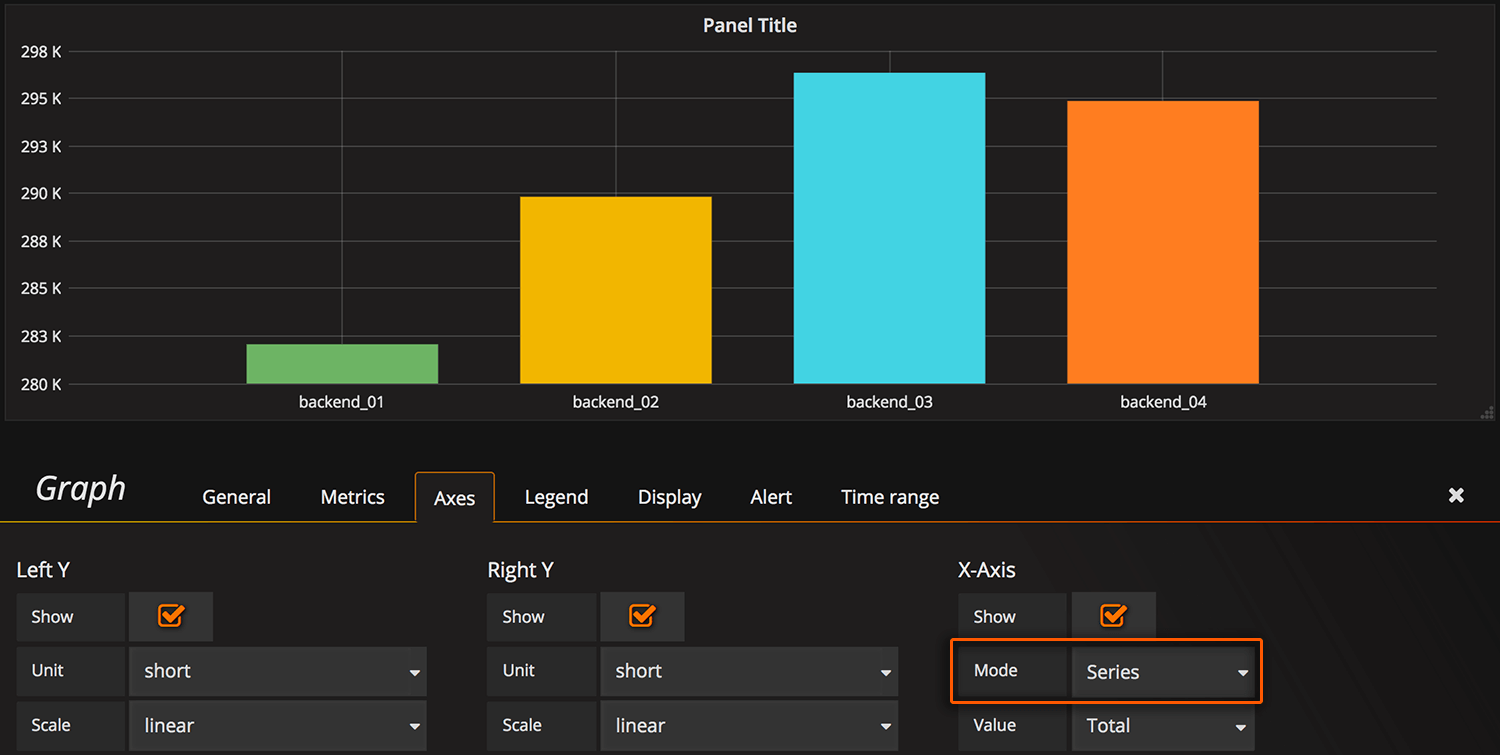 Panel Title
298 K
295 K
293 K
290 K
288 K
285 K
283 K
280 K
backend_01 backend_02 backend_03 backend_04
Graph General Metrics Axes Legend Display Alert Time range
Left Y Right Y X-Axis
Show Show Show
Unit short Unit short Mode Series
Scale linear Scale linear Value Total